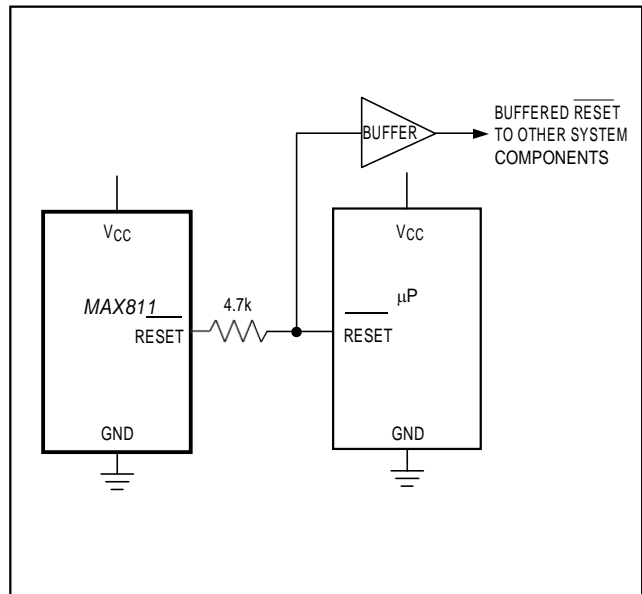 BUFFER
BUFFERED RESET
TO OTHER SYSTEM
COMPONENTS
VCC
VCC
MAX811
4.7k
μP
RESET
RESET
GND
GND